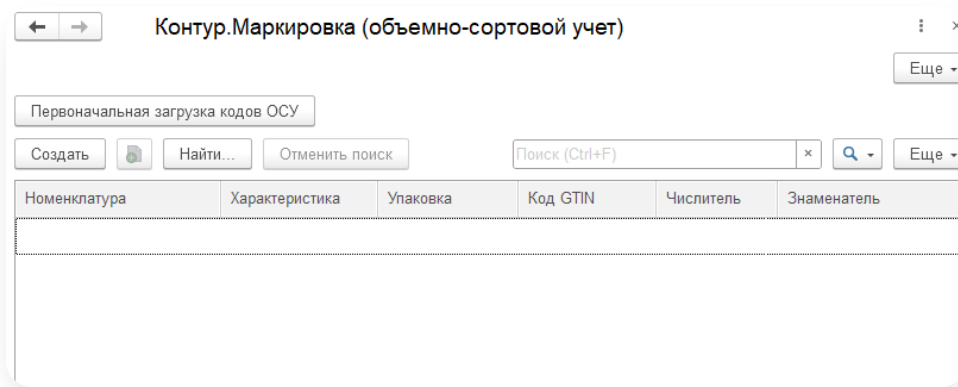 Контур.Маркировка (объемно-сортовой учет)
Еще
Первоначальная загрузка кодов ОСУ
Создать Найти... Отменить поиск Поиск (Ctrl+F) Еще
Номенклатура Характеристика Упаковка Код GTIN Числитель Знаменатель